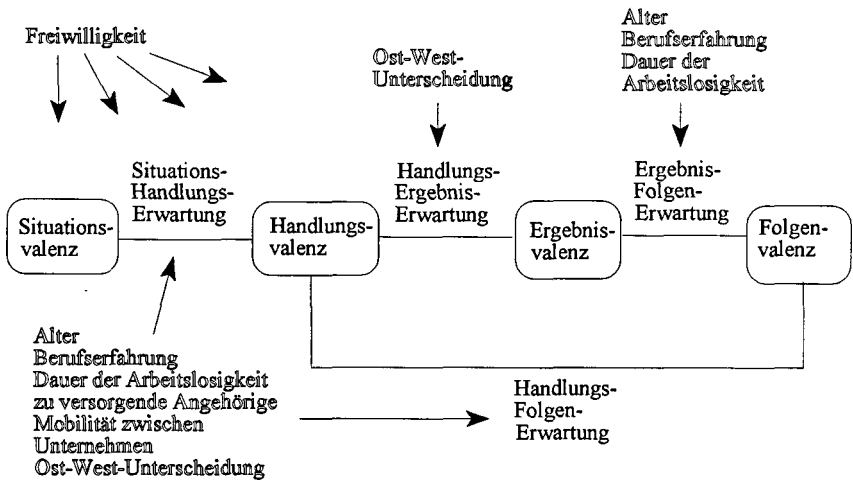 Freiwilligkeit
Ost-West-
Unterscheidung
Alter
Berufserfahrung
Dauer der
Arbeitslosigkeit
Situations-
Handlungs-
Erwartung
Handlungs-
Ergebnis-
Erwartung
Ergebnis-
Folgen-
Erwartung
Situations-
valenz
Handlungs-
valenz
Ergebnis-
valenz
Folgen-
valenz
Alter
Berufserfahrung
Dauer der Arbeitslosigkeit
zu versorgende Angehörige
Mobilität zwischen
Unternehmen
Ost-West-Unterscheidung
Handlungs-
Folgen-
Erwartung